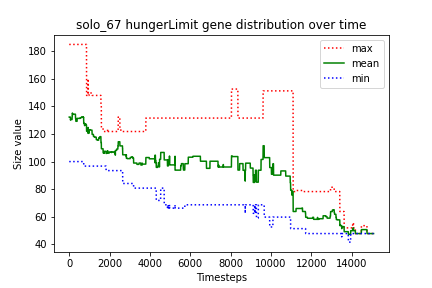 solo_67 hungerLimit gene distribution over time
max
mean
min
Size value
180
160
140
120
100
80
60
40
0
2000
4000
6000
8000
10000
12000
14000
Timesteps